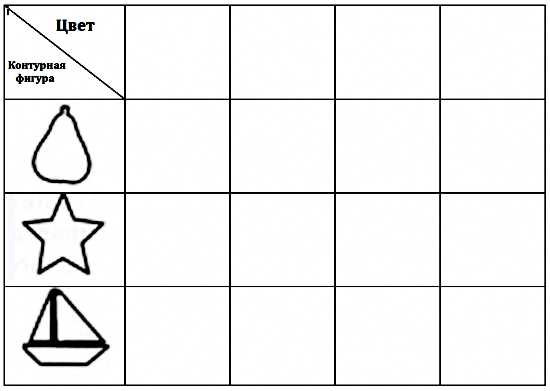 Цвет
Контурная
фигура